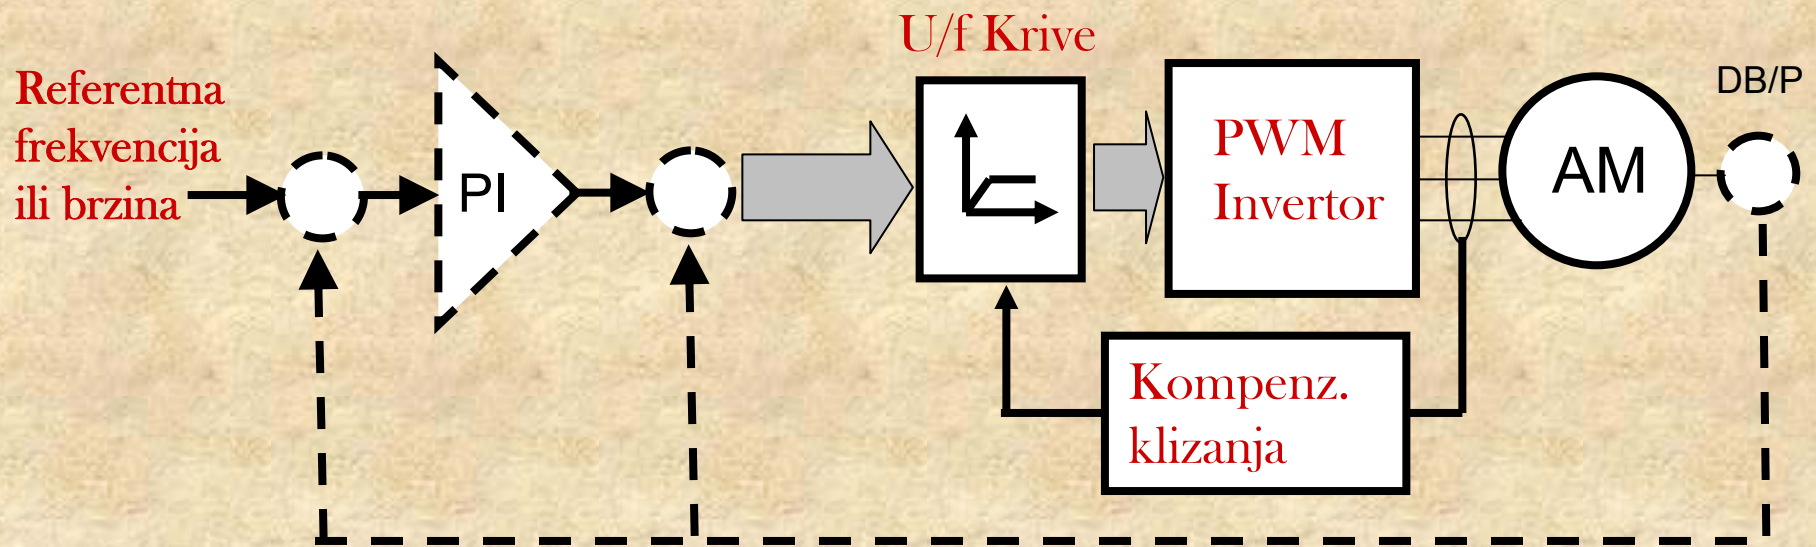 U/f Krive
Referentna
frekvencija
ili brzina
PI
PWM
Invertor
AM
DB/P
Kompenz.
klizanja